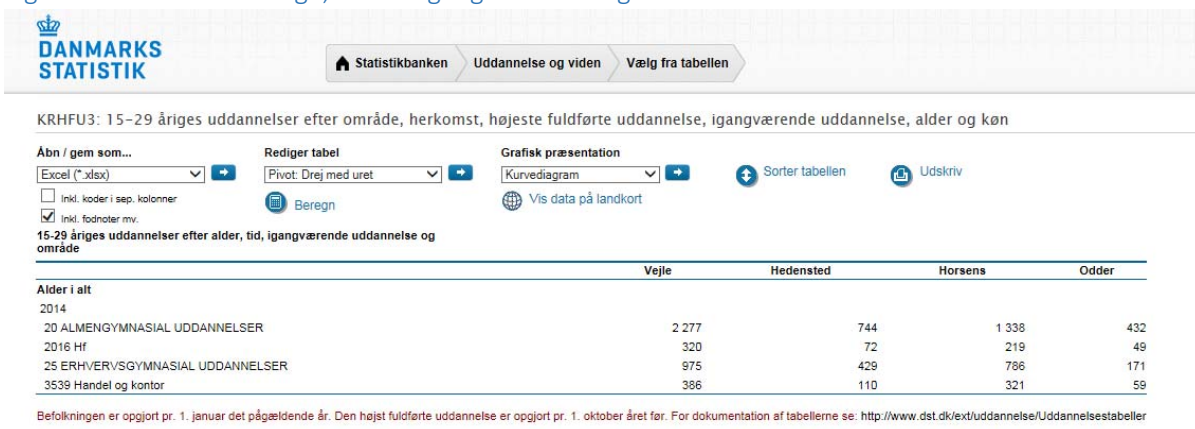 DANMARKS
STATISTIK
Statistikbanken Uddannelse og viden Vælg fra tabellen
KRHFU3: 15-29 åriges uddannelser efter område, herkomst, højeste fuldførte uddannelse, igangværende uddannelse, alder og køn
Åbn / gem som... Rediger tabel Grafisk præsentation
Excel (*.xlsx) Pivot: Drej med uret Kurvediagram Sorter tabellen Udskriv
Inkl. koder i sep. kolonner Beregn Vis data på landkort
Inkl. fodnoter mv.
15-29 åriges uddannelser efter alder, tid, igangværende uddannelse og
område
Vejle Hedensted Horsens Odder
Alder i alt
2014
20 ALMENGYMNASIAL UDDANNELSER 2 277 744 1 338 432
2016 Hf 320 72 219 49
25 ERHVERVSGYMNASIAL UDDANNELSER 975 429 786 171
3539 Handel og kontor 386 110 321 59
Befolkningen er opgjort pr. 1. januar det pågældende år. Den højst fuldførte uddannelse er opgjort pr. 1. oktober året før. For dokumentation af tabellerne se: http://www.dst.dk/ext/uddannelse/Uddannelsestabeller